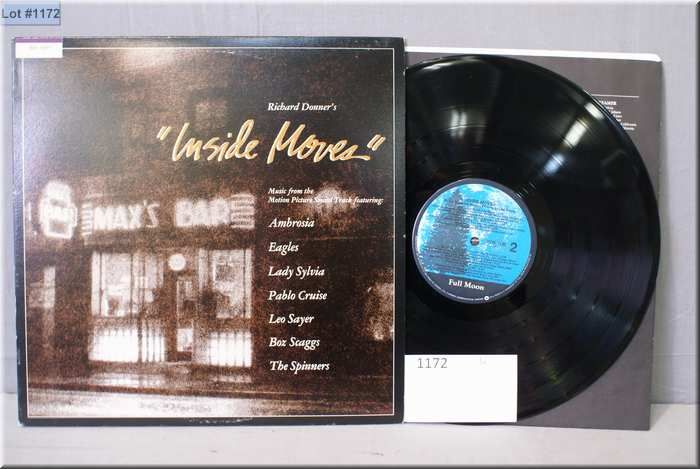 Lot #1172
Richard Donner's
"Inside Moves"
Music from the
Motion Picture Sound Track featuring:
Ambrosia
Eagles
Lady Sylvia
Pablo Cruise
Leo Sayer
Boz Scaggs
The Spinners
MAX'S BAR
2
Full Moon
1172